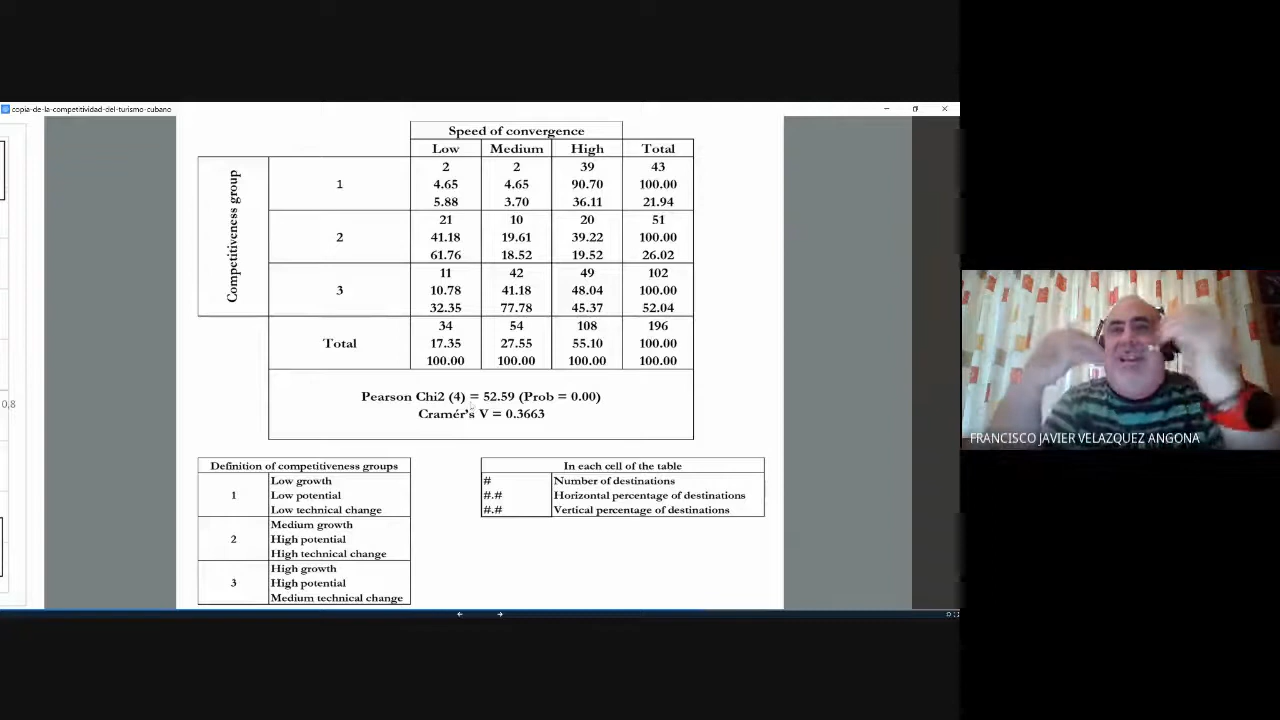 copia-de-la-competitividad-del-turismo-cubano
Speed of convergence
Low Medium High Total
Competitiveness group
1
2 2 39 43
4.65 4.65 90.70 100.00
5.88 3.70 36.11 21.94
2
21 10 20 51
41.18 19.61 39.22 100.00
61.76 18.52 19.52 26.02
3
11 42 49 102
10.78 41.18 48.04 100.00
32.35 77.78 45.37 52.04
Total
34 54 108 196
17.35 27.55 55.10 100.00
100.00 100.00 100.00 100.00
Pearson Chi2 (4) = 52.59 (Prob = 0.00)
Cramér's V = 0.3663
0,8
Definition of competitiveness groups
1
Low growth
Low potential
Low technical change
2
Medium growth
High potential
High technical change
3
High growth
High potential
Medium technical change
In each cell of the table
# Number of destinations
#.# Horizontal percentage of destinations
#.# Vertical percentage of destinations
FRANCISCO JAVIER VELAZQUEZ ANGONA